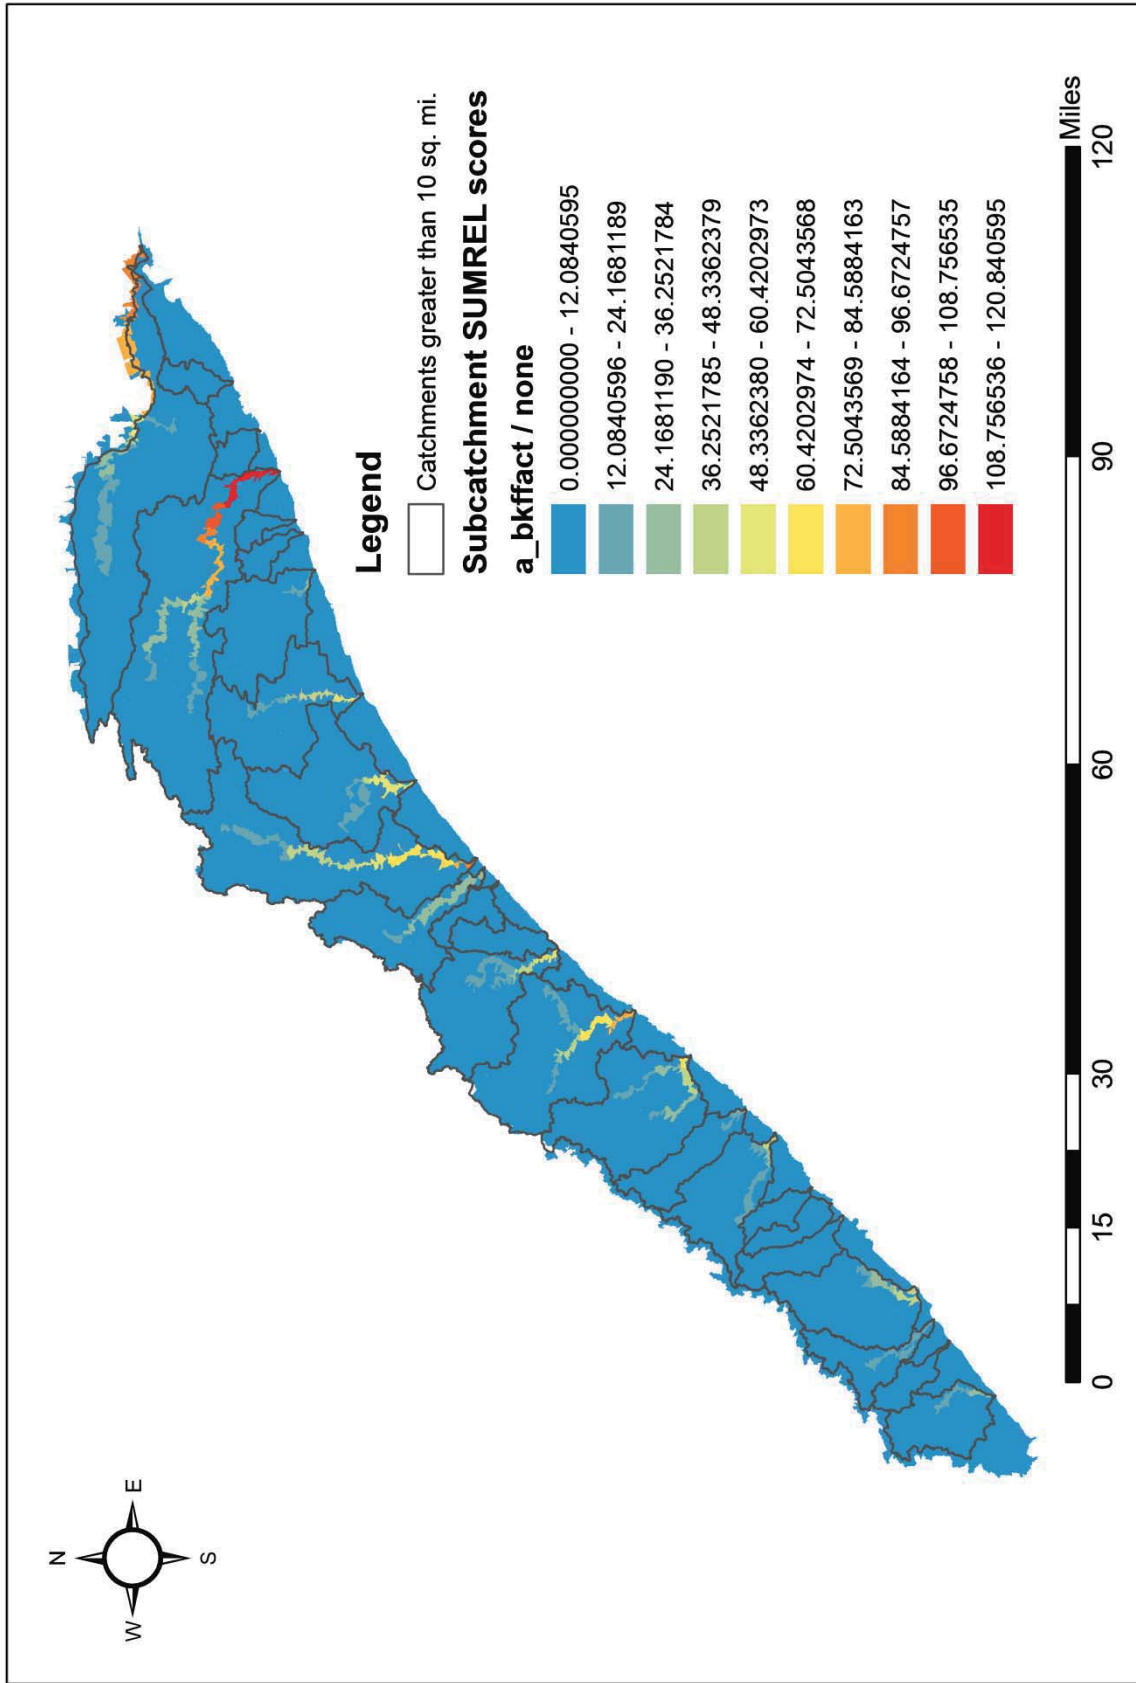 N
W
E
S
Legend
Catchments greater than 10 sq. mi.
Subcatchment SUMREL scores
a_bkffact / none
0.00000000 - 12.0840595
12.0840596 - 24.1681189
24.1681190 - 36.2521784
36.2521785 - 48.3362379
48.3362380 - 60.4202973
60.4202974 - 72.5043568
72.5043569 - 84.5884163
84.5884164 - 96.6724757
96.6724758 - 108.756535
108.756536 - 120.840595
Miles
0 15 30 60 90 120